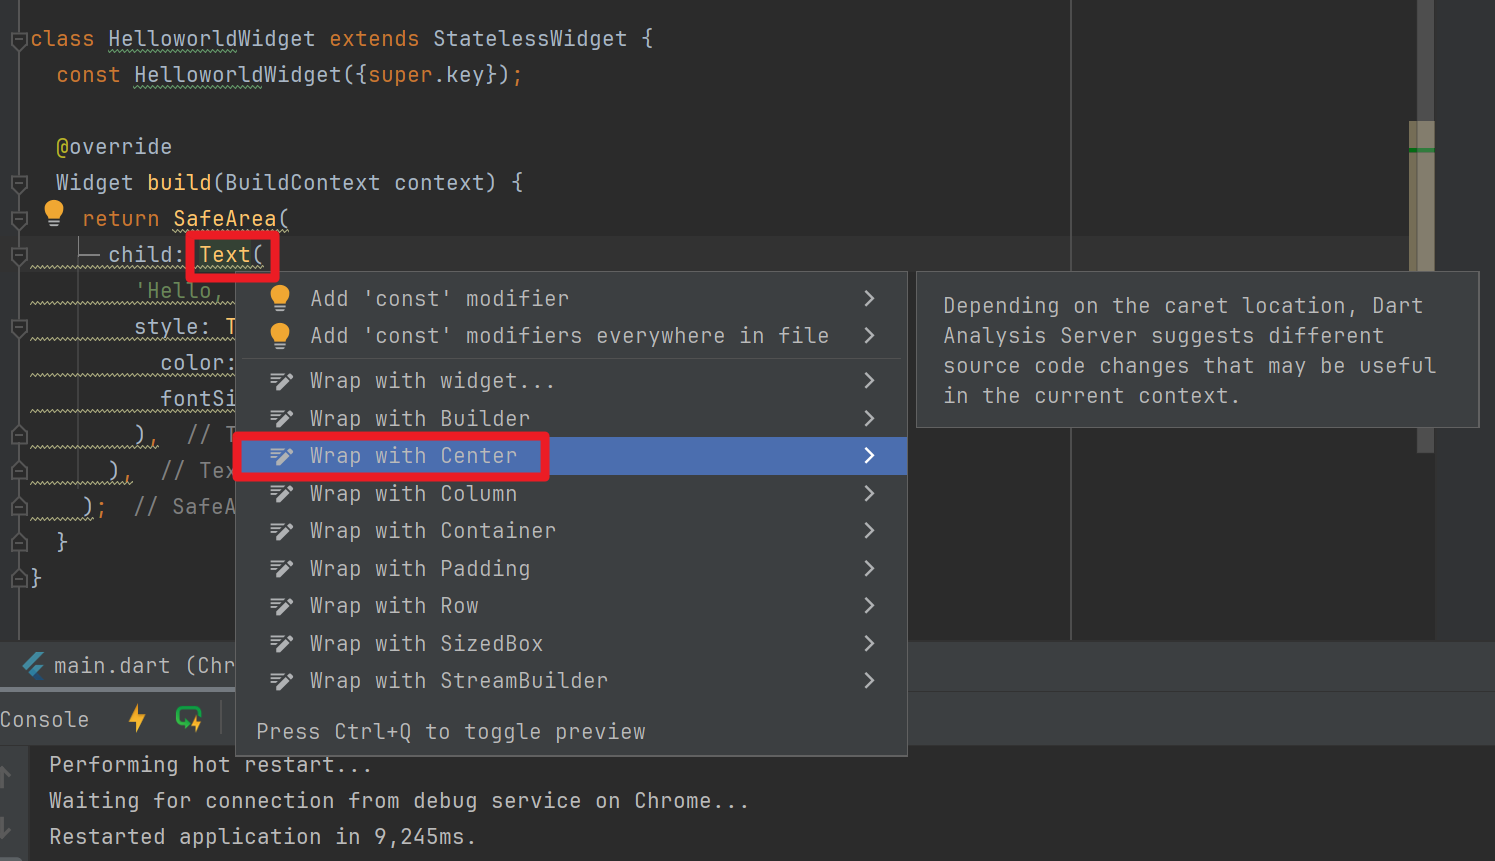 class HelloworldWidget extends StatelessWidget {
const HelloworldWidget({super.key});
@override
Widget build(BuildContext context) {
return SafeArea(
child: Text(
'Hello,
style: T
color:
fontSi
), // T
), // Tex
); // SafeA
}
}
Add 'const' modifier
Add 'const' modifiers everywhere in file
Wrap with widget...
Wrap with Builder
Wrap with Center
Wrap with Column
Wrap with Container
Wrap with Padding
Wrap with Row
Wrap with SizedBox
Wrap with StreamBuilder
Press Ctrl+Q to toggle preview
Depending on the caret location, Dart
Analysis Server suggests different
source code changes that may be useful
in the current context.
main.dart (Chr
Console
Performing hot restart...
Waiting for connection from debug service on Chrome...
Restarted application in 9,245ms.